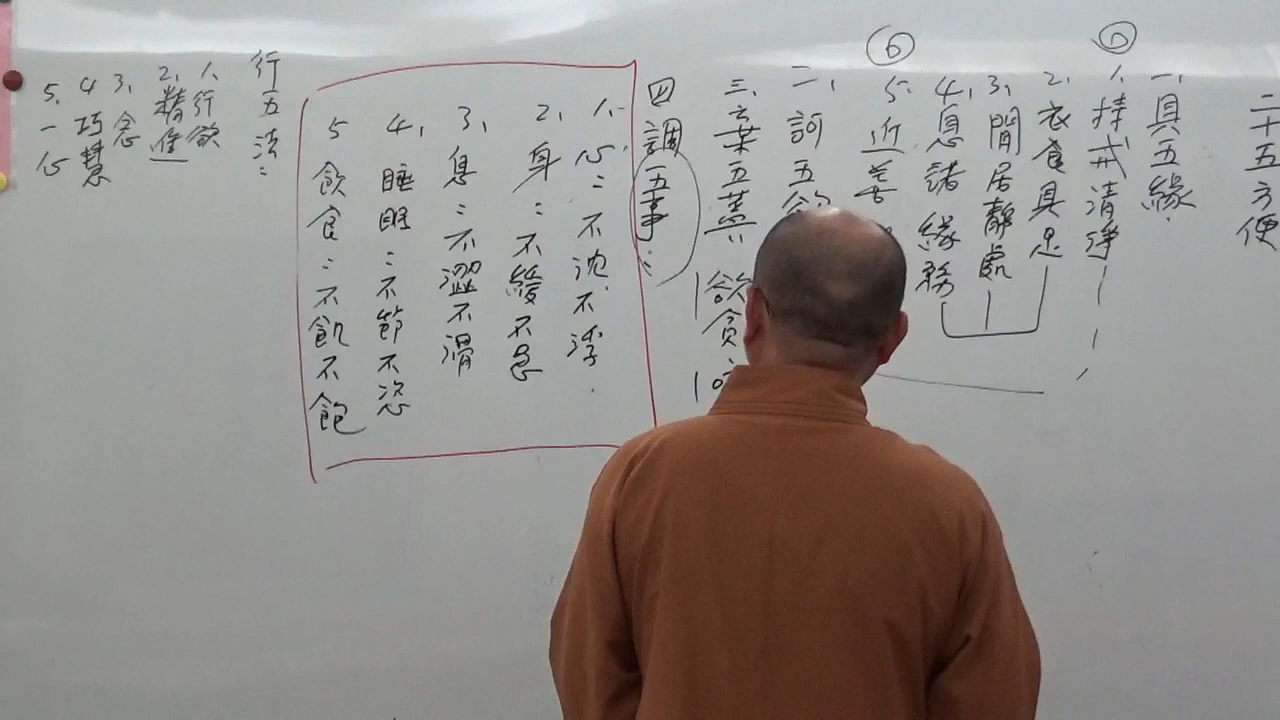 二十五方便
一、具五緣
⑥
1、持戒清淨
2、衣食具足
3、閒居靜處
4、息諸緣務
⑥
5、近善
二、訶五欲
三、棄五蓋:
欲貪
四調五事:
1、心:不沈不浮.
2、身:不緩不急
3、息:不澀不滑
4、睡眠:不節不恣
5 飲食:不飢不飽
行五法:
1、行欲
2、精進
3、念
4 巧慧
5、一心